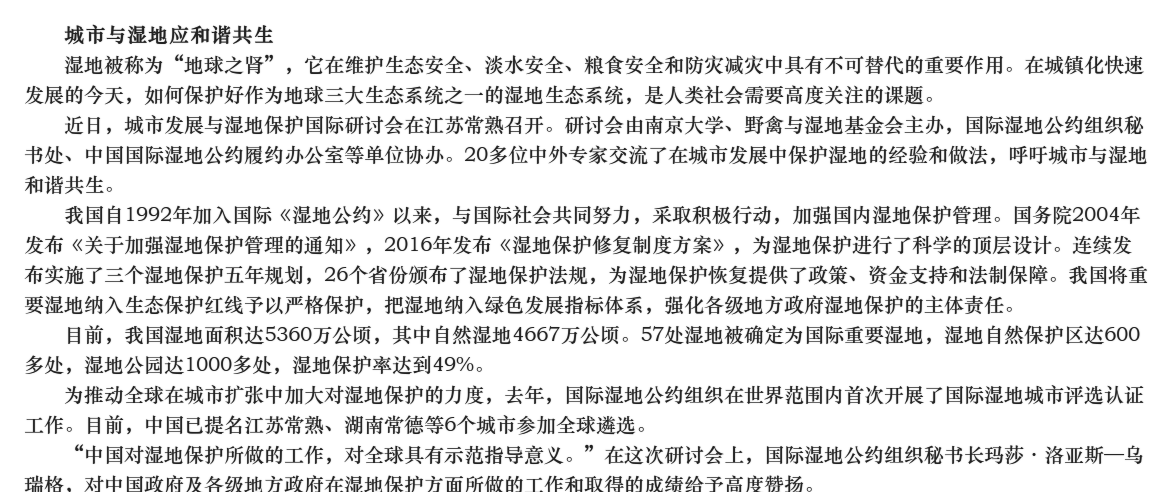 城市与湿地应和谐共生
湿地被称为“地球之肾”，它在维护生态安全、淡水安全、粮食安全和防灾减灾中具有不可替代的重要作用。在城镇化快速
发展的今天，如何保护好作为地球三大生态系统之一的湿地生态系统，是人类社会需要高度关注的课题。
近日，城市发展与湿地保护国际研讨会在江苏常熟召开。研讨会由南京大学、野禽与湿地基金会主办，国际湿地公约组织秘
书处、中国国际湿地公约履约办公室等单位协办。20多位中外专家交流了在城市发展中保护湿地的经验和做法，呼吁城市与湿地
和谐共生。
我国自1992年加入国际《湿地公约》以来，与国际社会共同努力，采取积极行动，加强国内湿地保护管理。国务院2004年
发布《关于加强湿地保护管理的通知》，2016年发布《湿地保护修复制度方案》，为湿地保护进行了科学的顶层设计。连续发
布实施了三个湿地保护五年规划，26个省份颁布了湿地保护法规，为湿地保护恢复提供了政策、资金支持和法制保障。我国将重
要湿地纳入生态保护红线予以严格保护，把湿地纳入绿色发展指标体系，强化各级地方政府湿地保护的主体责任。
目前，我国湿地面积达5360万公顷，其中自然湿地4667万公顷。57处湿地被确定为国际重要湿地，湿地自然保护区达600
多处，湿地公园达1000多处，湿地保护率达到49%。
为推动全球在城市扩张中加大对湿地保护的力度，去年，国际湿地公约组织在世界范围内首次开展了国际湿地城市评选认证
工作。目前，中国已提名江苏常熟、湖南常德等6个城市参加全球遴选。
“中国对湿地保护所做的工作，对全球具有示范指导意义。”在这次研讨会上，国际湿地公约组织秘书长玛莎·洛亚斯—乌
瑞格，对中国政府及各级地方政府在湿地保护方面所做的工作和取得的成绩给予高度赞扬。